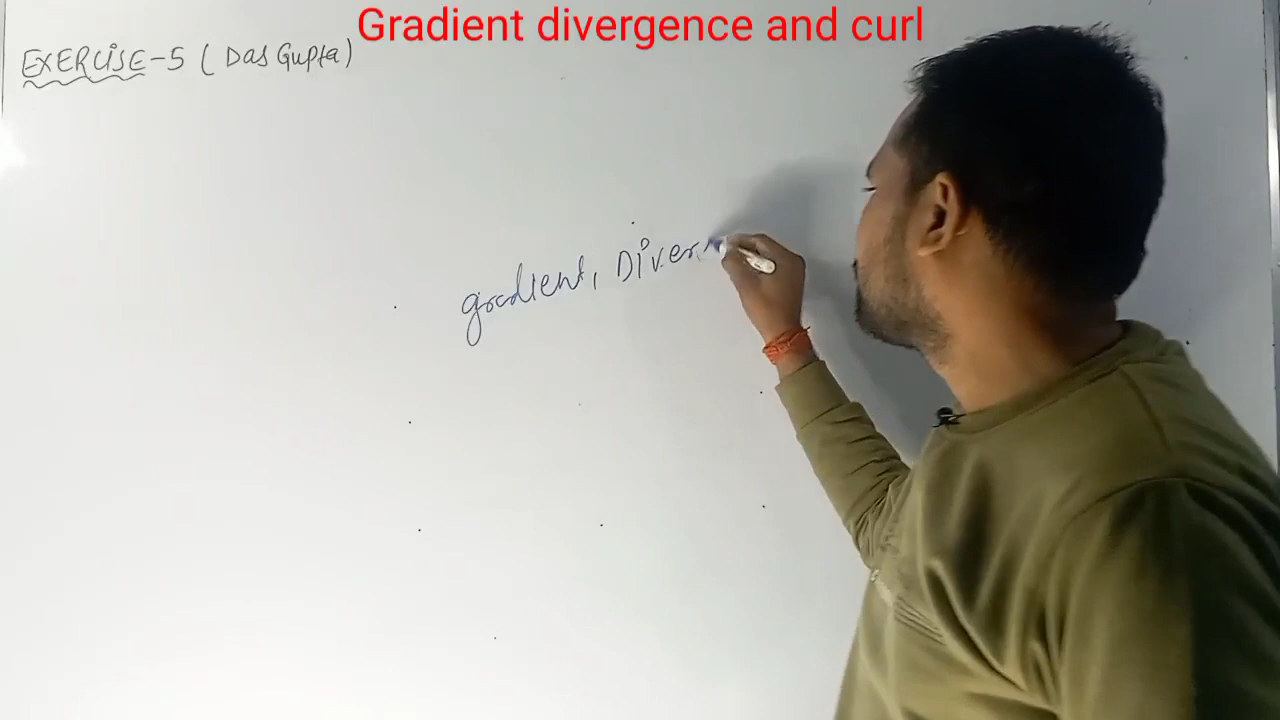 Gradient divergence and curl
EXERCISE-5 ( Das Gupta)
gradient, Diver